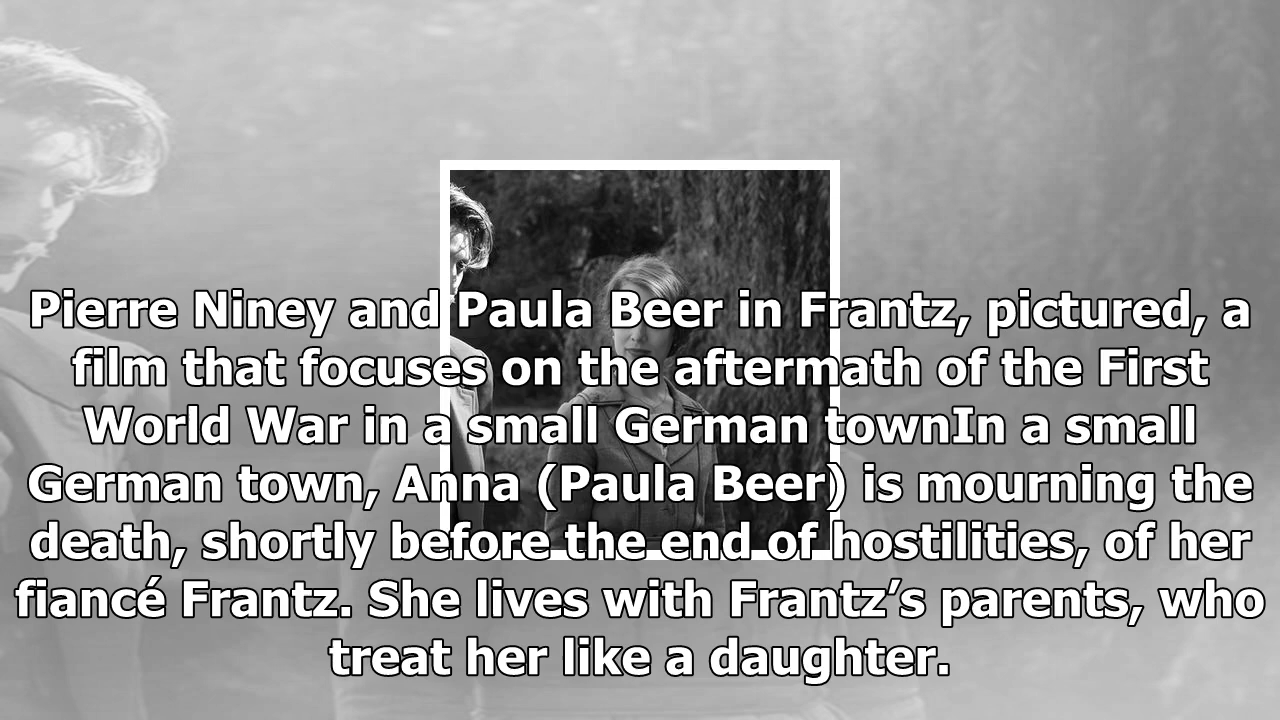 Pierre Niney and Paula Beer in Frantz, pictured, a
film that focuses on the aftermath of the First
World War in a small German townIn a small
German town, Anna (Paula Beer) is mourning the
death, shortly before the end of hostilities, of her
fiancé Frantz. She lives with Frantz’s parents, who
treat her like a daughter.